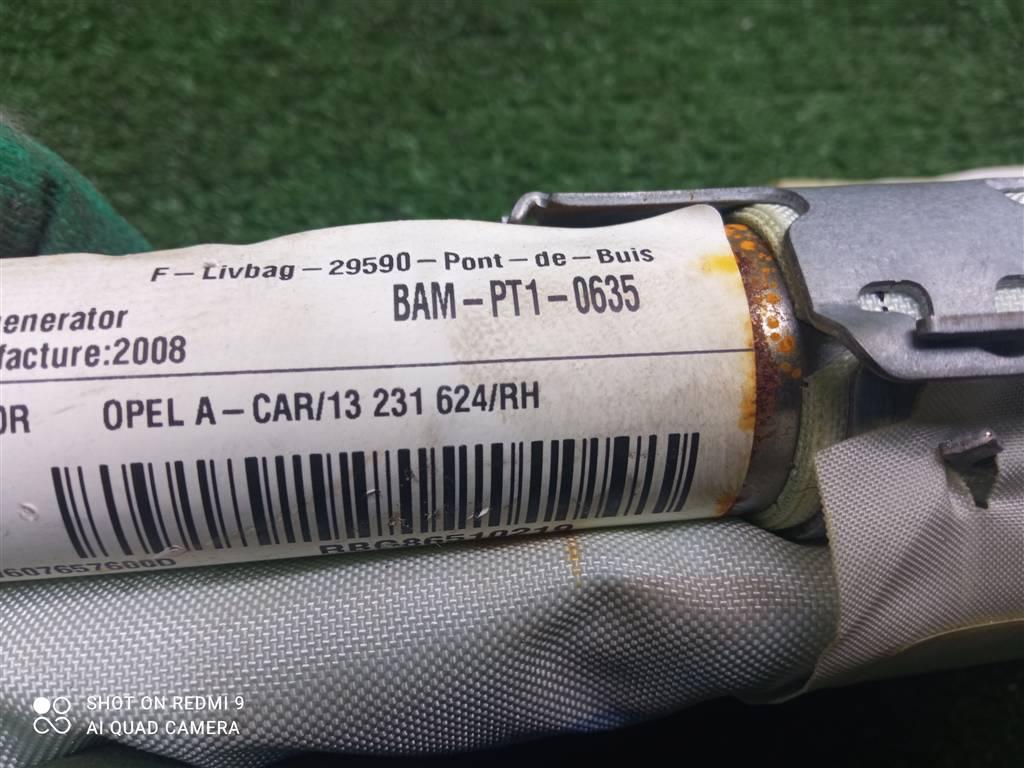 F-Livbag-29590-Pont-de-Buis
BAM-PT1-0635
enerator
facture:2008
OR OPEL A-CAR/13 231 624/RH
607657600D
SHOT ON REDMI 9
AI QUAD CAMERA